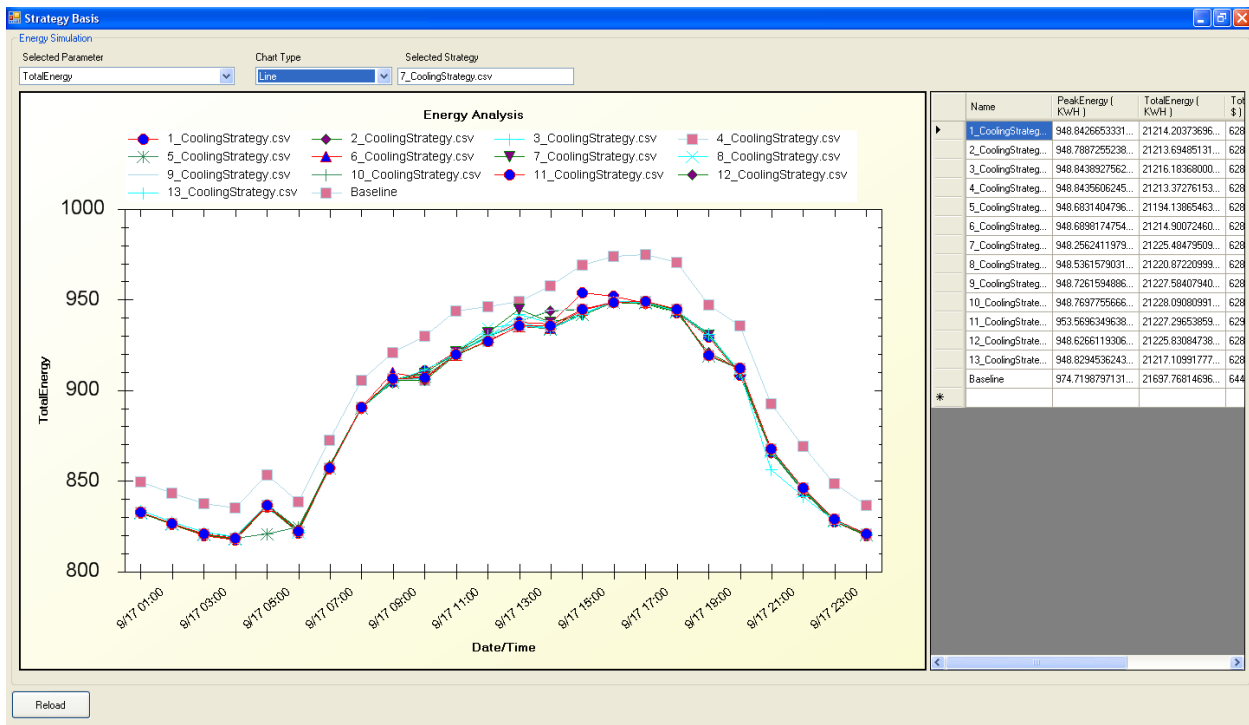 Strategy Basis
Energy Simulation
Selected Parameter Chart Type Selected Strategy
TotalEnergy Line 7_CoolingStrategy.csv
Energy Analysis
1_CoolingStrategy.csv 2_CoolingStrategy.csv 3_CoolingStrategy.csv 4_CoolingStrategy.csv
5_CoolingStrategy.csv 6_CoolingStrategy.csv 7_CoolingStrategy.csv 8_CoolingStrategy.csv
9_CoolingStrategy.csv 10_CoolingStrategy.csv 11_CoolingStrategy.csv 12_CoolingStrategy.csv
13_CoolingStrategy.csv Baseline
1000
950
900
850
800
TotalEnergy
9/17 01:00 9/17 03:00 9/17 05:00 9/17 07:00 9/17 09:00 9/17 11:00 9/17 13:00 9/17 15:00 9/17 17:00 9/17 19:00 9/17 21:00 9/17 23:00
Date/Time
Name PeakEnergy ( KWH ) TotalEnergy ( KWH ) Tot $ )
1_CoolingStrateg... 948.8426653331... 21214.20373696... 628
2_CoolingStrateg... 948.7887255238... 21213.69485131... 628
3_CoolingStrateg... 948.8438927562... 21216.18368000... 628
4_CoolingStrateg... 948.8435606245... 21213.37276153... 628
5_CoolingStrateg... 948.6831404796... 21194.13865463... 628
6_CoolingStrateg... 948.6898174754... 21214.90072460... 628
7_CoolingStrateg... 948.2562411979... 21225.48479509... 628
8_CoolingStrateg... 948.5361579031... 21220.87220999... 628
9_CoolingStrateg... 948.7261594886... 21227.58407940... 628
10_CoolingStrate... 948.7697755666... 21228.09080991... 628
11_CoolingStrate... 953.5696349638... 21227.29653859... 629
12_CoolingStrate... 948.6266119306... 21225.83084738... 628
13_CoolingStrate... 948.8294536243... 21217.10991777... 628
Baseline 974.7198797131... 21697.76814696... 644
Reload